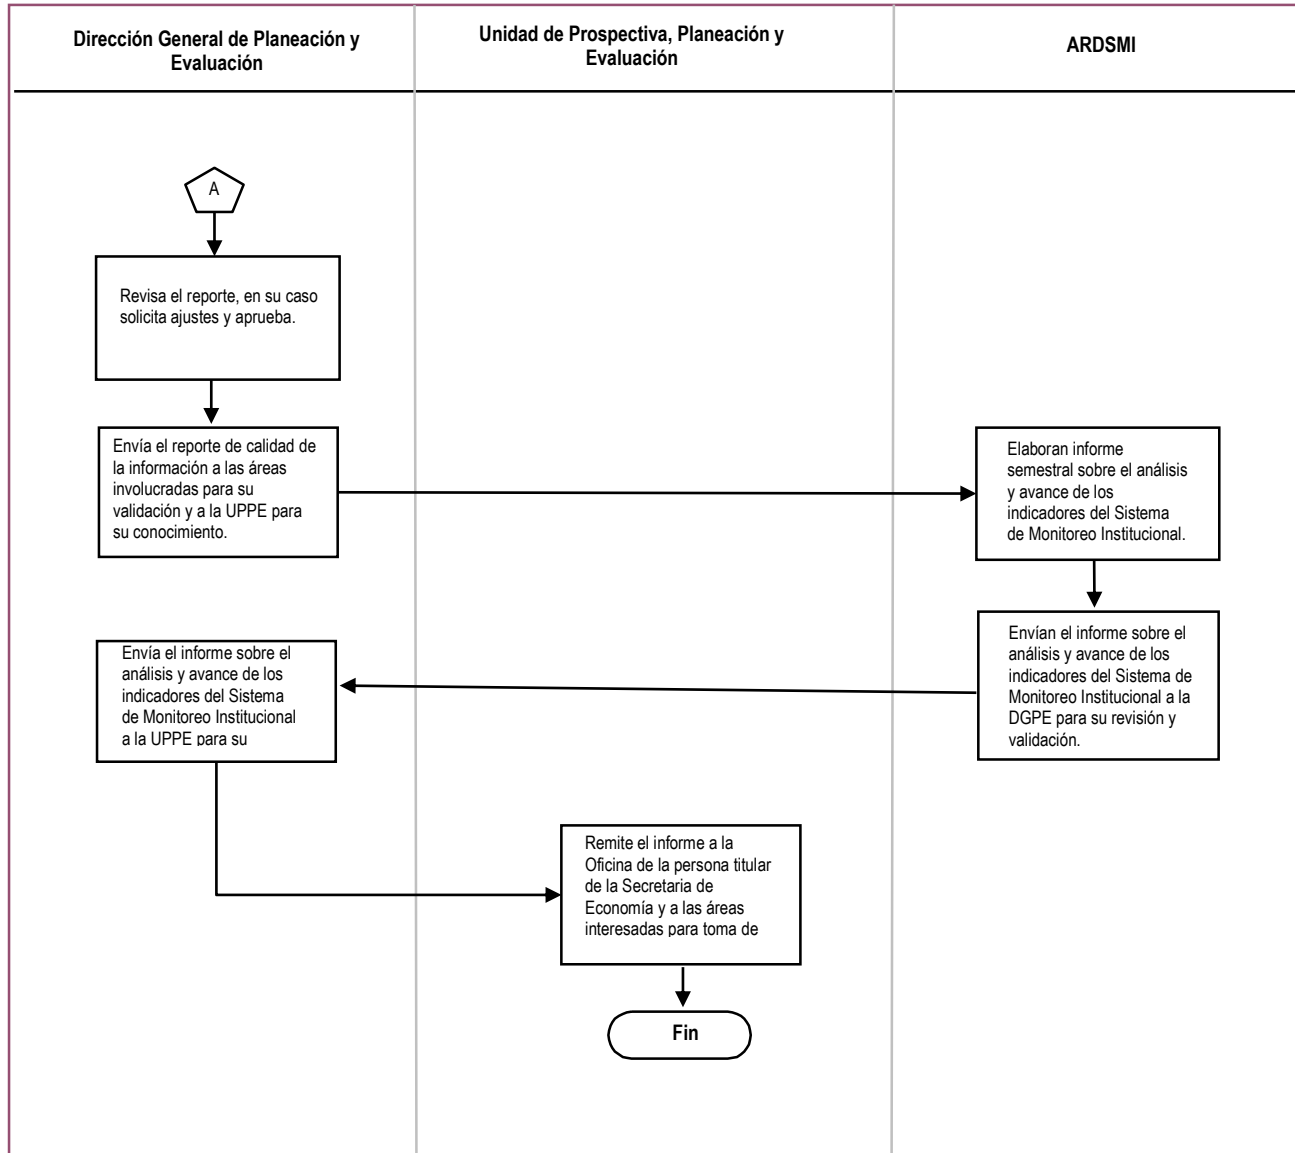 Dirección General de Planeación y
Evaluación
Unidad de Prospectiva, Planeación y
Evaluación
ARDSMI
A
Revisa el reporte, en su caso
solicita ajustes y aprueba.
Envía el reporte de calidad de
la información a las áreas
involucradas para su
validación y a la UPPE para
su conocimiento.
Elaboran informe
semestral sobre el análisis
y avance de los
indicadores del Sistema
de Monitoreo Institucional.
Envían el informe sobre el
análisis y avance de los
indicadores del Sistema de
Monitoreo Institucional a la
DGPE para su revisión y
validación.
Envía el informe sobre el
análisis y avance de los
indicadores del Sistema
de Monitoreo Institucional
a la UPPE para su
Remite el informe a la
Oficina de la persona titular
de la Secretaria de
Economía y a las áreas
interesadas para toma de
Fin